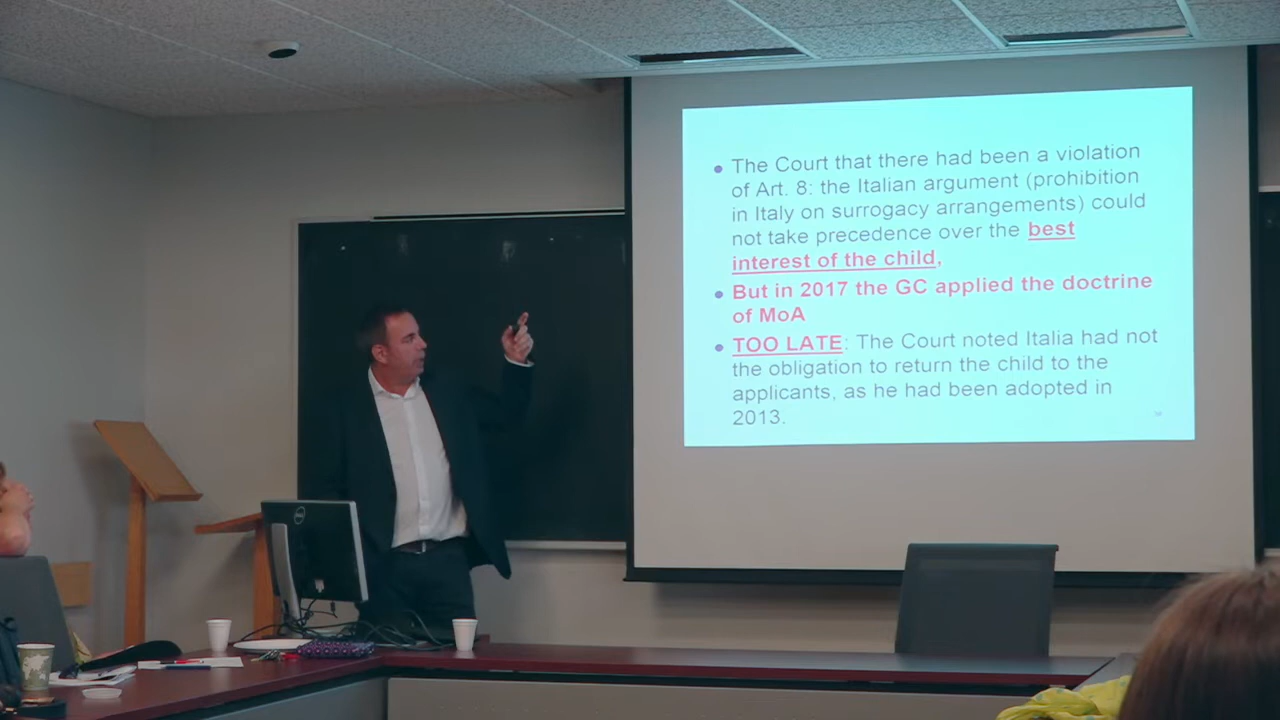 The Court that there had been a violation
of Art. 8: the Italian argument (prohibition
in Italy on surrogacy arrangements) could
not take precedence over the best
interest of the child,
But in 2017 the GC applied the doctrine
of MoA
TOO LATE: The Court noted Italia had not
the obligation to return the child to the
applicants, as he had been adopted in
2013.
DELL